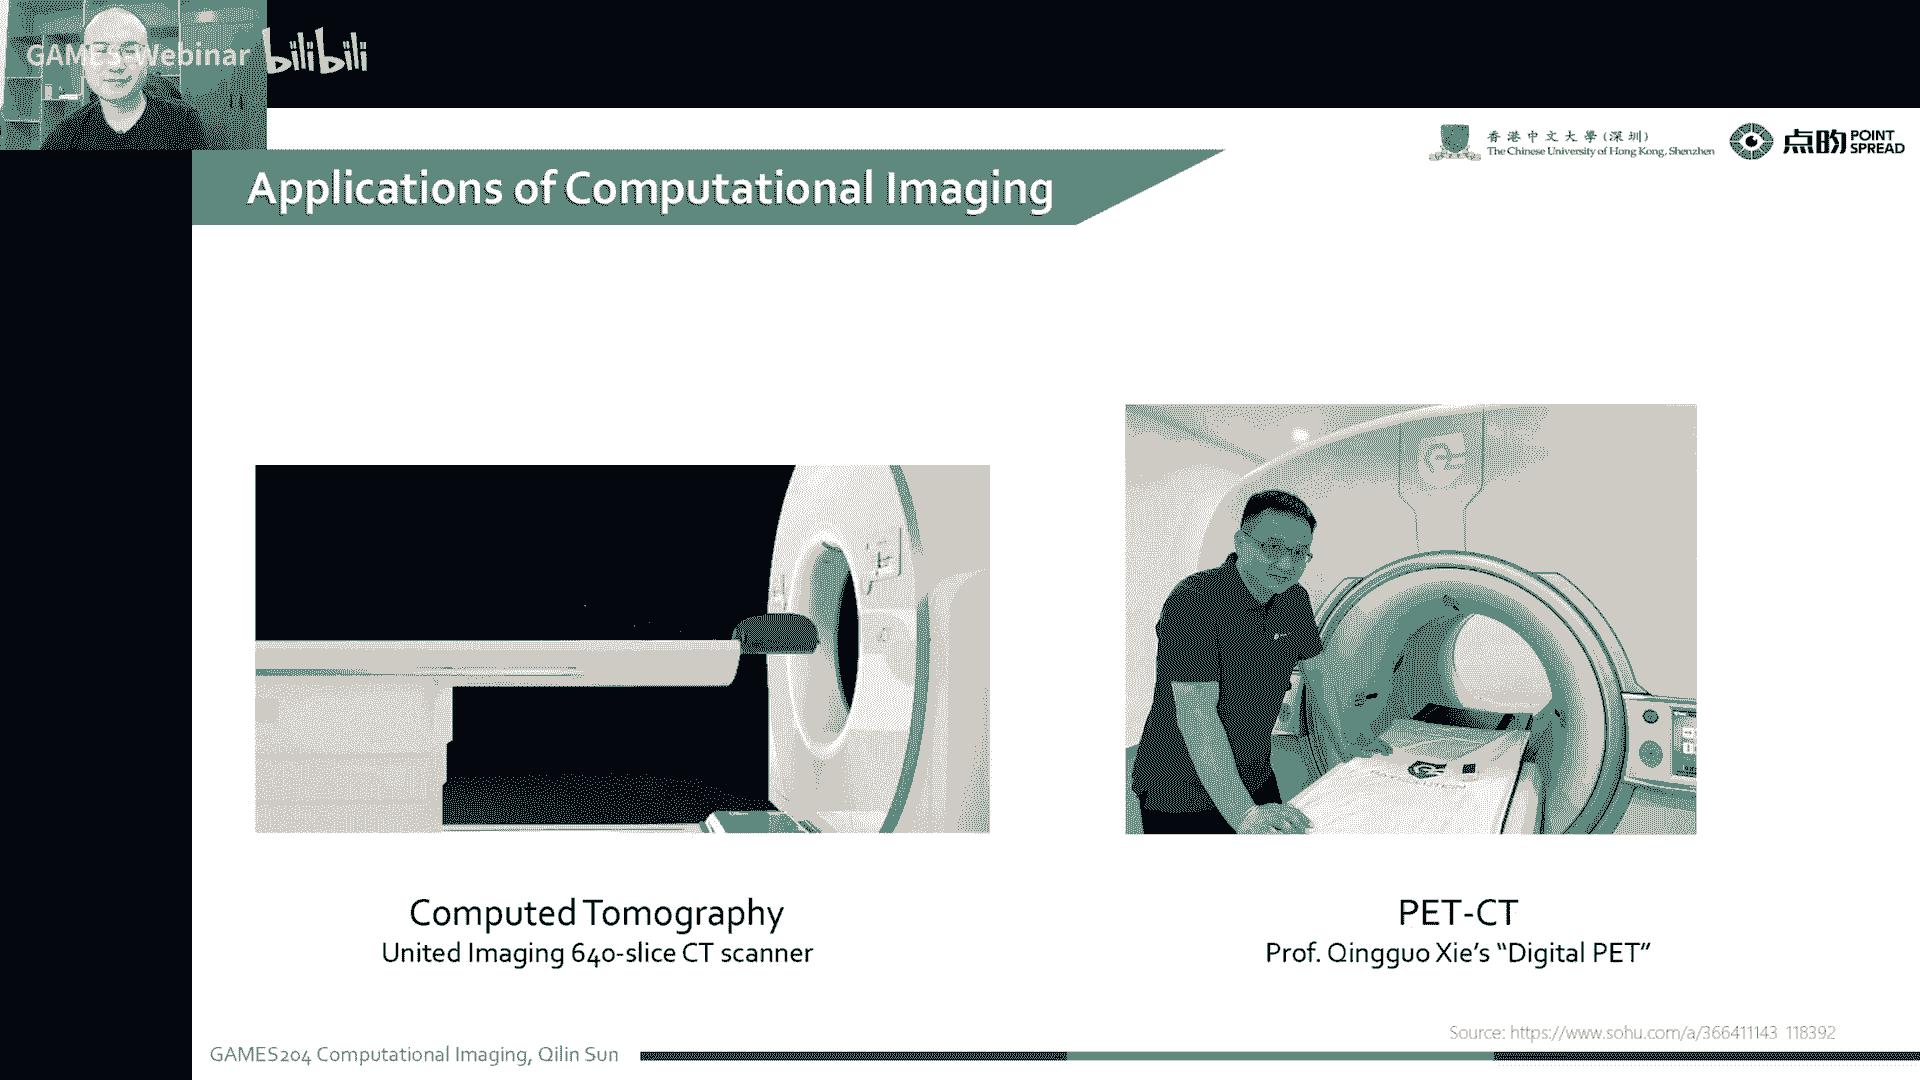 GAMES-Webinar bilibili
香港中文大學(深圳)
The Chinese University of Hong Kong, Shenzhen
点昀 POINT SPREAD
Applications of Computational Imaging
Computed Tomography
United Imaging 640-slice CT scanner
PET-CT
Prof. Qingguo Xie’s “Digital PET”
Source: https://www.sohu.com/a/366411143_118392
GAMES204 Computational Imaging, Qilin Sun